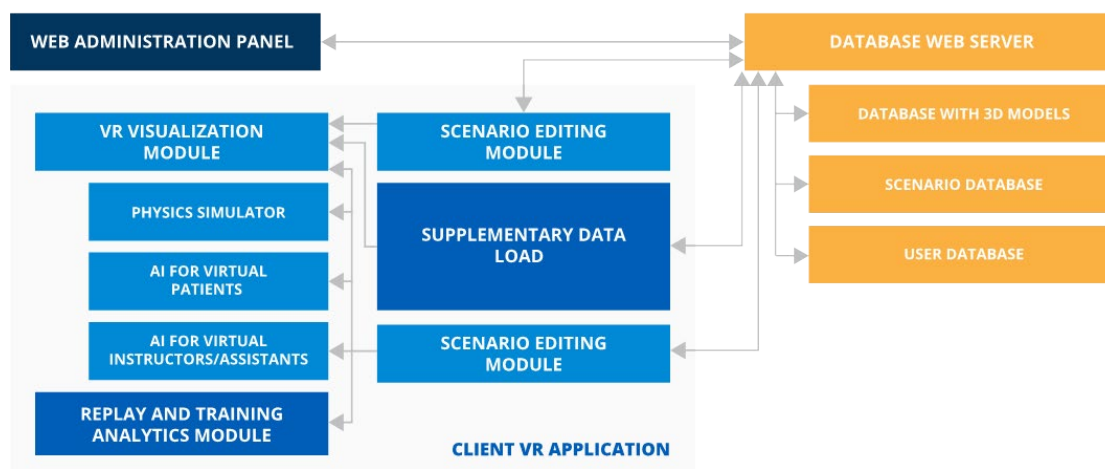 WEB ADMINISTRATION PANEL
DATABASE WEB SERVER
VR VISUALIZATION
MODULE
SCENARIO EDITING
MODULE
DATABASE WITH 3D MODELS
PHYSICS SIMULATOR
SUPPLEMENTARY DATA
LOAD
SCENARIO DATABASE
AI FOR VIRTUAL
PATIENTS
USER DATABASE
AI FOR VIRTUAL
INSTRUCTORS/ASSISTANTS
SCENARIO EDITING
MODULE
REPLAY AND TRAINING
ANALYTICS MODULE
CLIENT VR APPLICATION